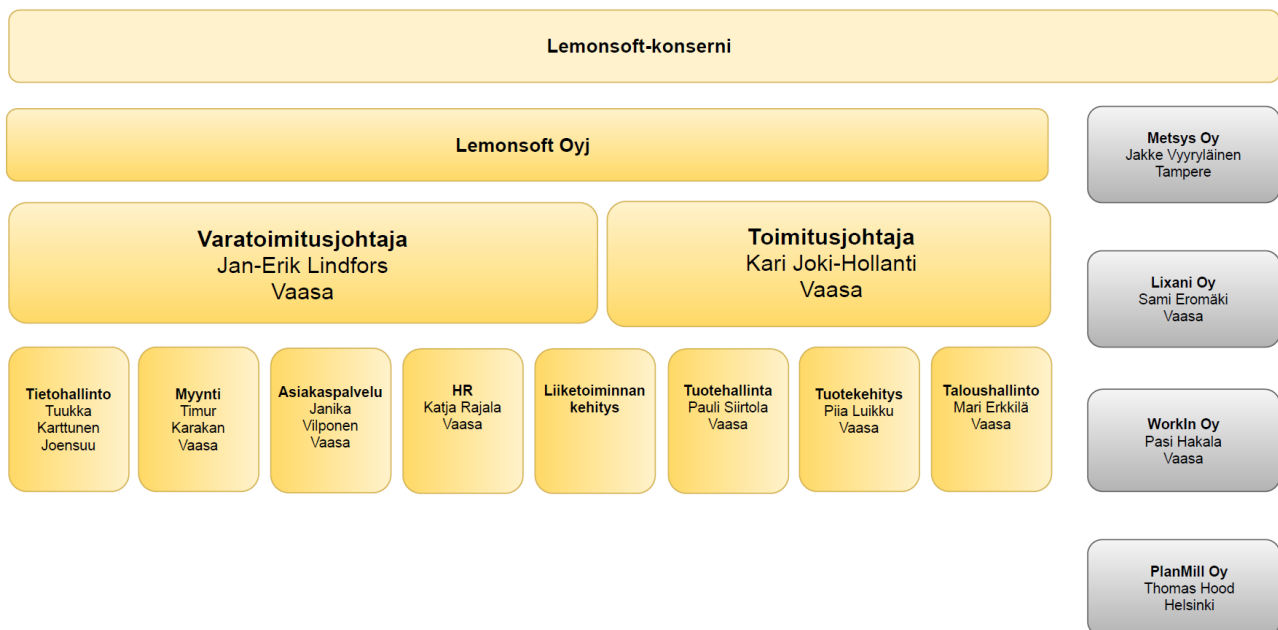 Lemonsoft-konserni
Lemonsoft Oyj
Varatoimitusjohtaja
Jan-Erik Lindfors
Vaasa
Toimitusjohtaja
Kari Joki-Hollanti
Vaasa
Tietohallinto
Tuukka
Karttunen
Joensuu
Myynti
Timur
Karakan
Vaasa
Asiakaspalvelu
Janika
Vilponen
Vaasa
HR
Katja Rajala
Vaasa
Liiketoiminnan
kehitys
Tuotehallinta
Pauli Siirtola
Vaasa
Tuotekehitys
Piia Luikku
Vaasa
Taloushallinto
Mari Erkkilä
Vaasa
Metsys Oy
Jakke Vyyryläinen
Tampere
Lixani Oy
Sami Eromäki
Vaasa
WorkIn Oy
Pasi Hakala
Vaasa
PlanMill Oy
Thomas Hood
Helsinki